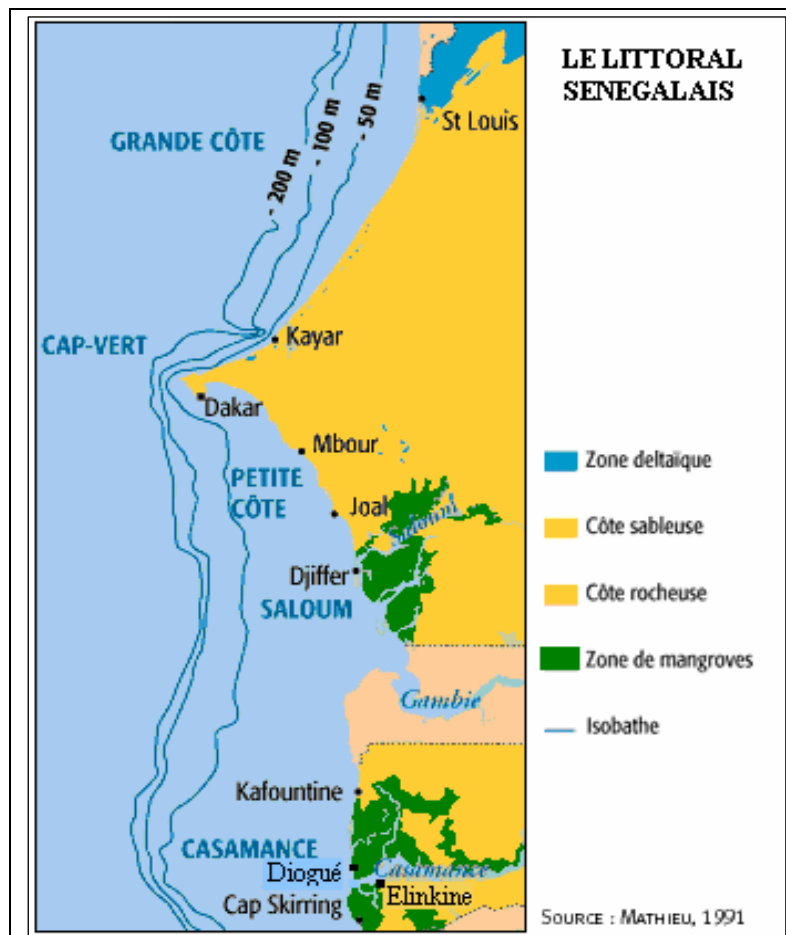 LE LITTORAL
SENEGALAIS
- 200 m
- 100 m
- 50 m
GRANDE CÔTE
St Louis
CAP-VERT
Kayar
Dakar
Mbour
PETITE
CÔTE
Joal
Saloum
Djiffer
SALOUM
Gambie
Kafountine
CASAMANCE
Diogué
Casamance
Elinkine
Cap Skirring
Zone deltaïque
Côte sableuse
Côte rocheuse
Zone de mangroves
Isobathe
SOURCE : MATHIEU, 1991